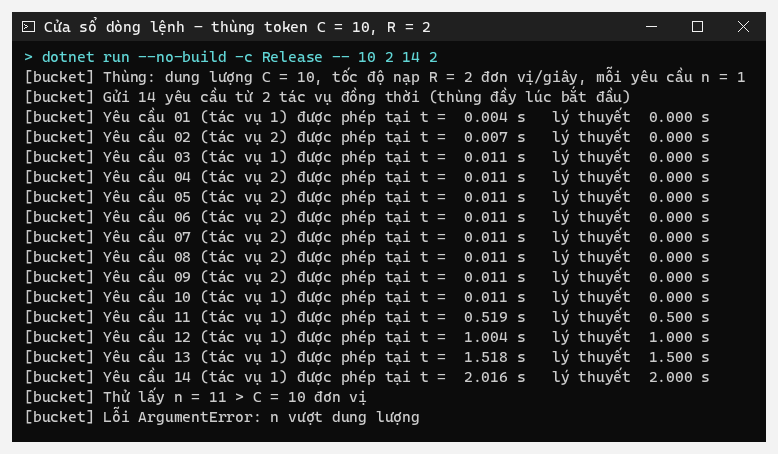 Cửa sổ dòng lệnh — thùng token C = 10, R = 2
> dotnet run --no-build -c Release -- 10 2 14 2
[bucket] Thùng: dung lượng C = 10, tốc độ nạp R = 2 đơn vị/giây, mỗi yêu cầu n = 1
[bucket] Gửi 14 yêu cầu từ 2 tác vụ đồng thời (thùng đầy lúc bắt đầu)
[bucket] Yêu cầu 01 (tác vụ 1) được phép tại t =  0.004 s   lý thuyết  0.000 s
[bucket] Yêu cầu 02 (tác vụ 2) được phép tại t =  0.007 s   lý thuyết  0.000 s
[bucket] Yêu cầu 03 (tác vụ 1) được phép tại t =  0.011 s   lý thuyết  0.000 s
[bucket] Yêu cầu 04 (tác vụ 2) được phép tại t =  0.011 s   lý thuyết  0.000 s
[bucket] Yêu cầu 05 (tác vụ 2) được phép tại t =  0.011 s   lý thuyết  0.000 s
[bucket] Yêu cầu 06 (tác vụ 2) được phép tại t =  0.011 s   lý thuyết  0.000 s
[bucket] Yêu cầu 07 (tác vụ 2) được phép tại t =  0.011 s   lý thuyết  0.000 s
[bucket] Yêu cầu 08 (tác vụ 2) được phép tại t =  0.011 s   lý thuyết  0.000 s
[bucket] Yêu cầu 09 (tác vụ 2) được phép tại t =  0.011 s   lý thuyết  0.000 s
[bucket] Yêu cầu 10 (tác vụ 1) được phép tại t =  0.011 s   lý thuyết  0.000 s
[bucket] Yêu cầu 11 (tác vụ 1) được phép tại t =  0.519 s   lý thuyết  0.500 s
[bucket] Yêu cầu 12 (tác vụ 1) được phép tại t =  1.004 s   lý thuyết  1.000 s
[bucket] Yêu cầu 13 (tác vụ 1) được phép tại t =  1.518 s   lý thuyết  1.500 s
[bucket] Yêu cầu 14 (tác vụ 1) được phép tại t =  2.016 s   lý thuyết  2.000 s
[bucket] Thử lấy n = 11 > C = 10 đơn vị
[bucket] Lỗi ArgumentError: n vượt dung lượng